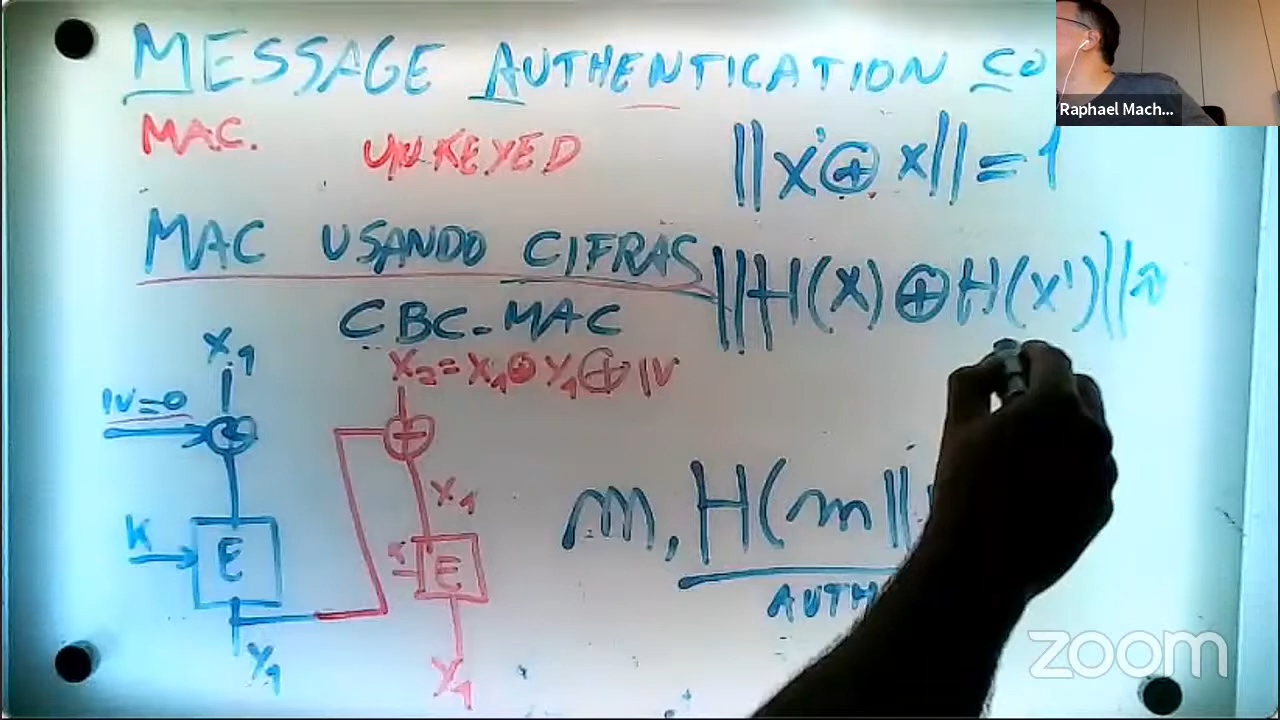 MESSAGE AUTHENTICATION CO
Raphael Mach...
MAC. UNKEYED
||x'⊕x||=1
MAC USANDO CIFRAS
||H(x)⊕H(x')||~
CBC-MAC
X₁
X₂=X₁⊕Y₁⊕IV
IV=0
X₁
m, H(m||
K
E
E
AUTH
Y₁
Y₁
zoom